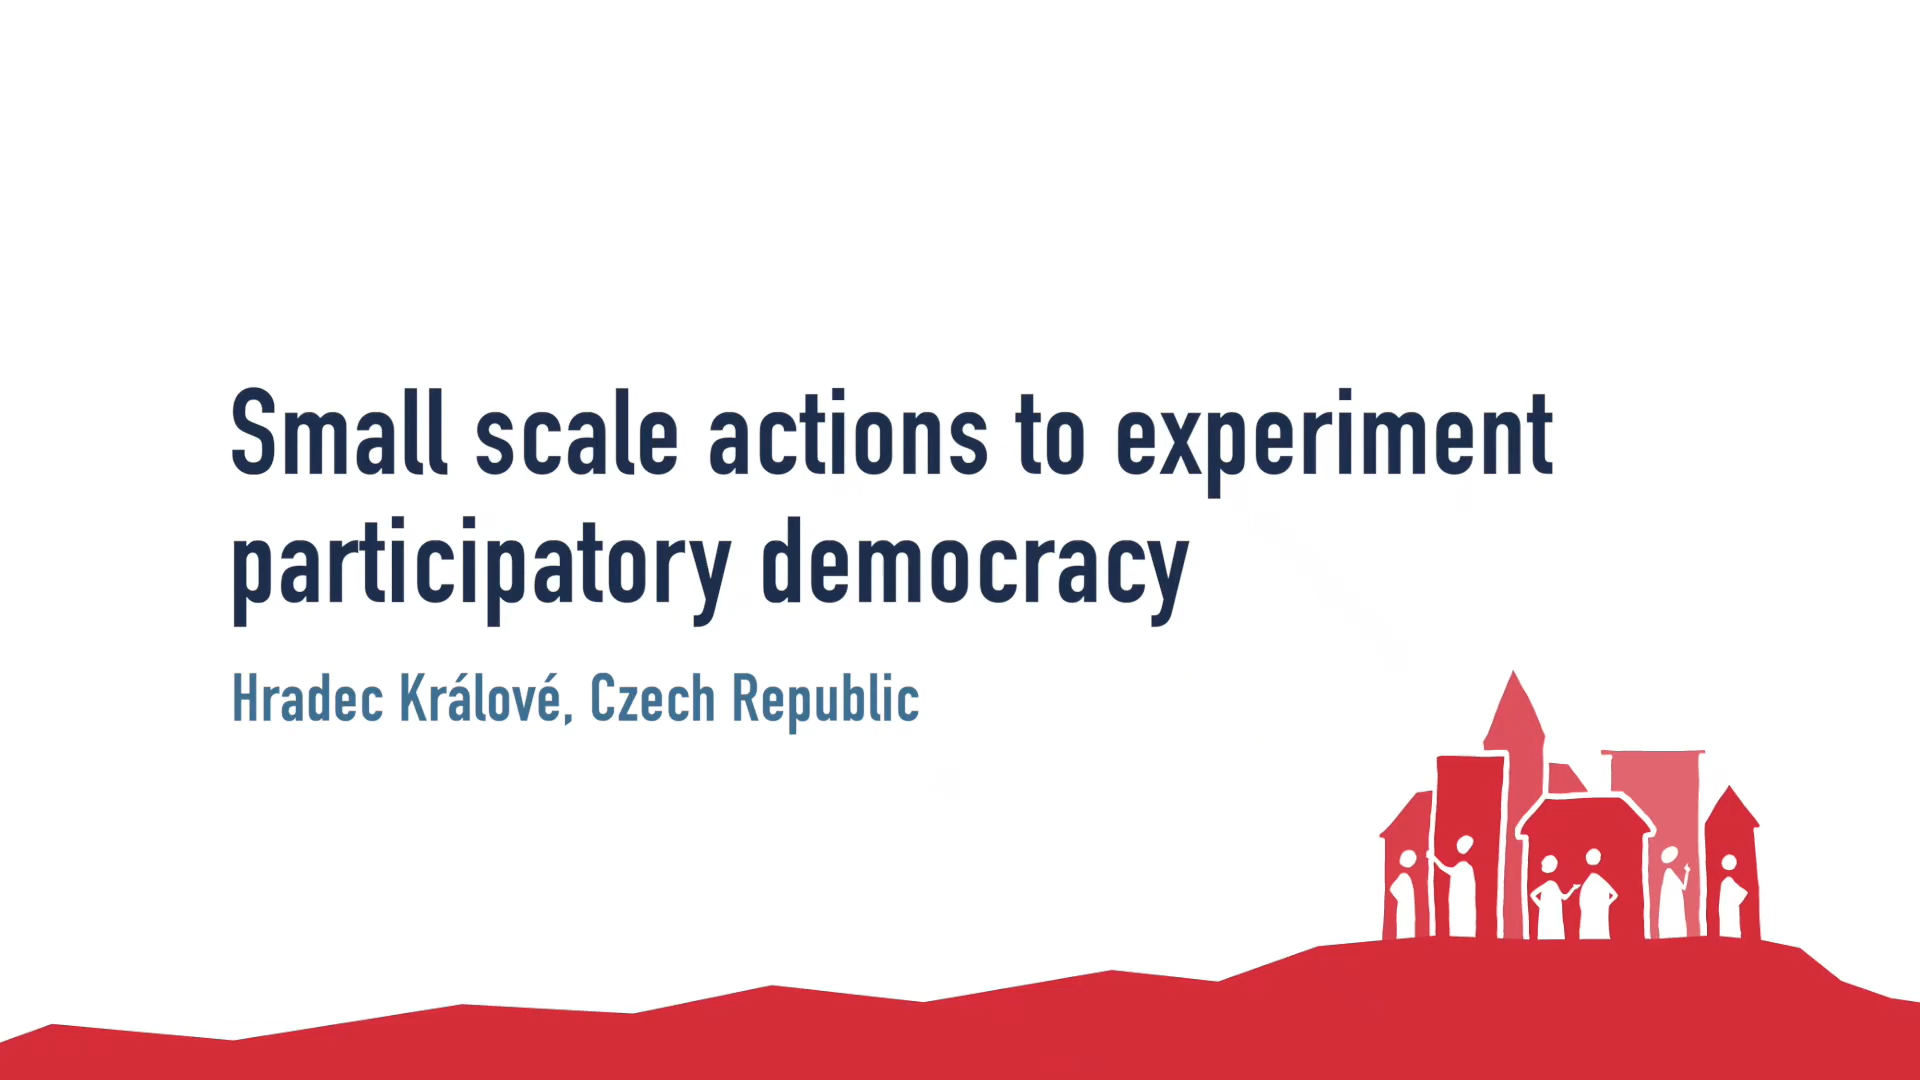 Small scale actions to experiment
participatory democracy
Hradec Králové, Czech Republic